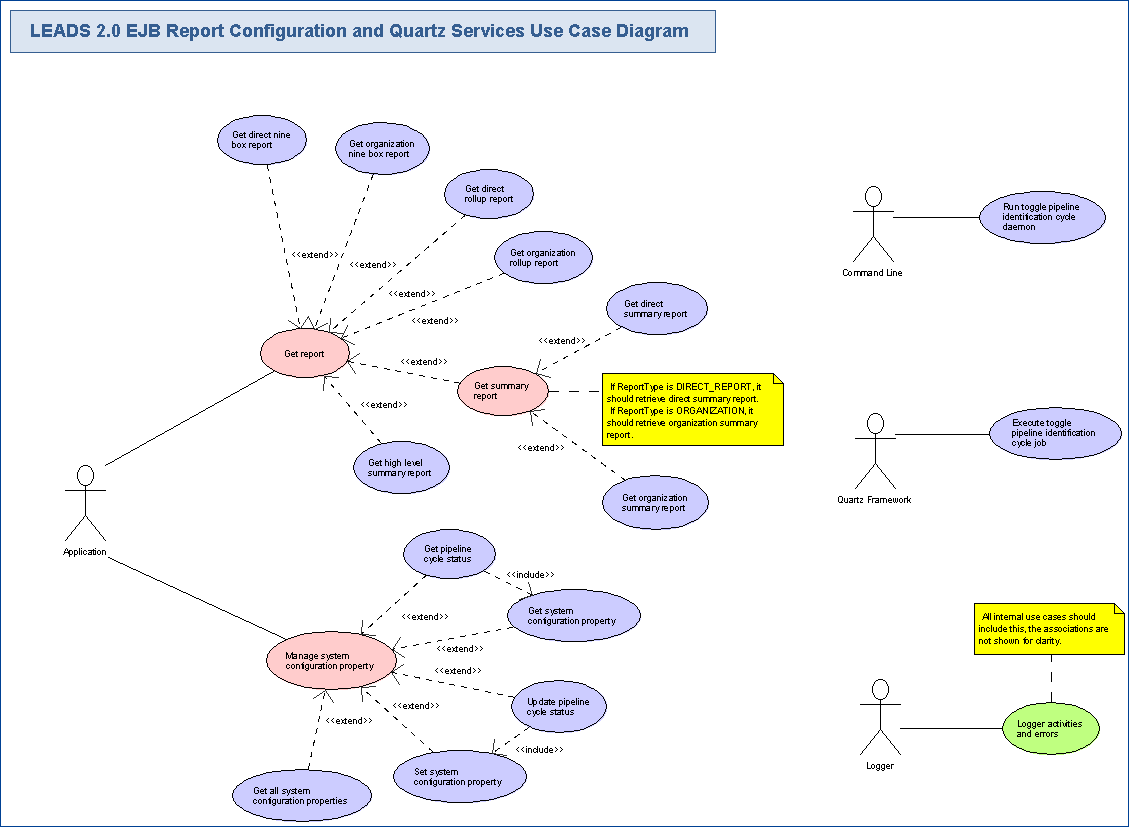 LEADS 2.0 EJB Report Configuration and Quartz Services Use Case Diagram
Get direct nine
box report
Get organization
nine box report
Get direct
rollup report
Get organization
rollup report
Get direct
summary report
<<extend>>
<<extend>>
<<extend>>
<<extend>>
<<extend>>
<<extend>>
<<extend>>
<<extend>>
Get report
Get summary
report
If ReportType is DIRECT_REPORT, it
should retrieve direct summary report.
If ReportType is ORGANIZATION, it
should retrieve organization summary
report.
Get high level
summary report
Get organization
summary report
Application
Get pipeline
cycle status
<<include>>
Get system
configuration property
<<extend>>
<<extend>>
<<extend>>
Manage system
configuration property
Update pipeline
cycle status
<<extend>>
<<extend>>
<<include>>
Set system
configuration property
Get all system
configuration properties
Command Line
Run toggle pipeline
identification cycle
daemon
Quartz Framework
Execute toggle
pipeline identification
cycle job
All internal use cases should
include this, the associations are
not shown for clarity.
Logger activities
and errors
Logger